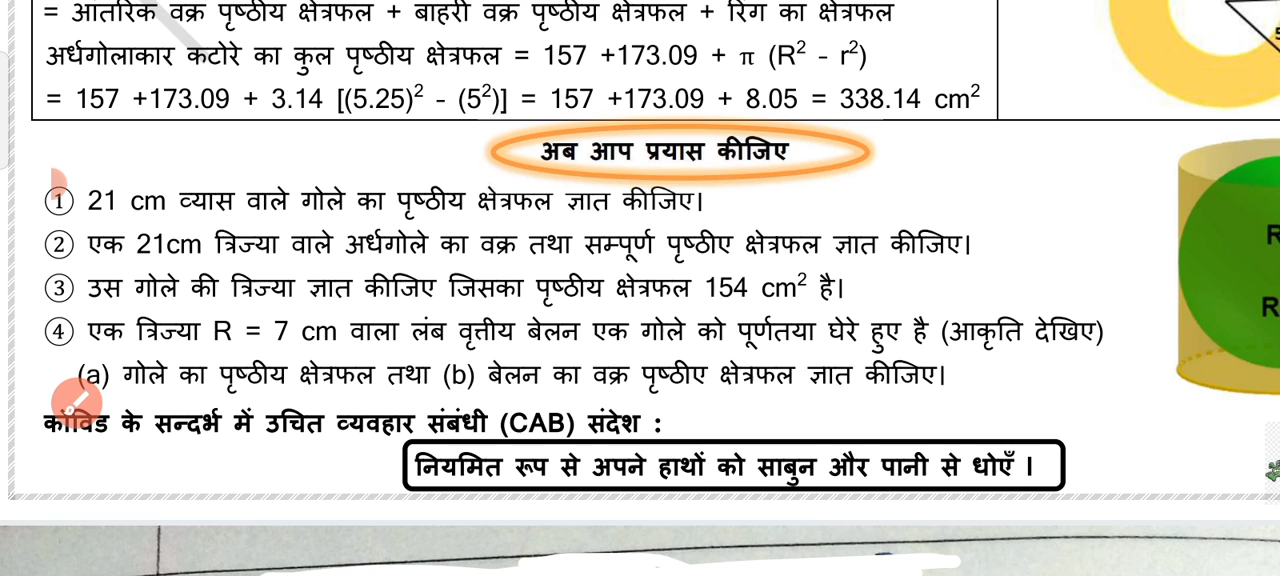 = आंतरिक वक्र पृष्ठीय क्षेत्रफल + बाहरी वक्र पृष्ठीय क्षेत्रफल + रिंग का क्षेत्रफल
अर्धगोलाकार कटोरे का कुल पृष्ठीय क्षेत्रफल = 157 +173.09 + π (R² - r²)
= 157 +173.09 + 3.14 [(5.25)² - (5²)] = 157 +173.09 + 8.05 = 338.14 cm²
अब आप प्रयास कीजिए
① 21 cm व्यास वाले गोले का पृष्ठीय क्षेत्रफल ज्ञात कीजिए।
② एक 21cm त्रिज्या वाले अर्धगोले का वक्र तथा सम्पूर्ण पृष्ठीए क्षेत्रफल ज्ञात कीजिए।
③ उस गोले की त्रिज्या ज्ञात कीजिए जिसका पृष्ठीय क्षेत्रफल 154 cm² है।
④ एक त्रिज्या R = 7 cm वाला लंब वृत्तीय बेलन एक गोले को पूर्णतया घेरे हुए है (आकृति देखिए)
(a) गोले का पृष्ठीय क्षेत्रफल तथा (b) बेलन का वक्र पृष्ठीए क्षेत्रफल ज्ञात कीजिए।
R
R
कोविड के सन्दर्भ में उचित व्यवहार संबंधी (CAB) संदेश :
नियमित रूप से अपने हाथों को साबुन और पानी से धोएँ ।